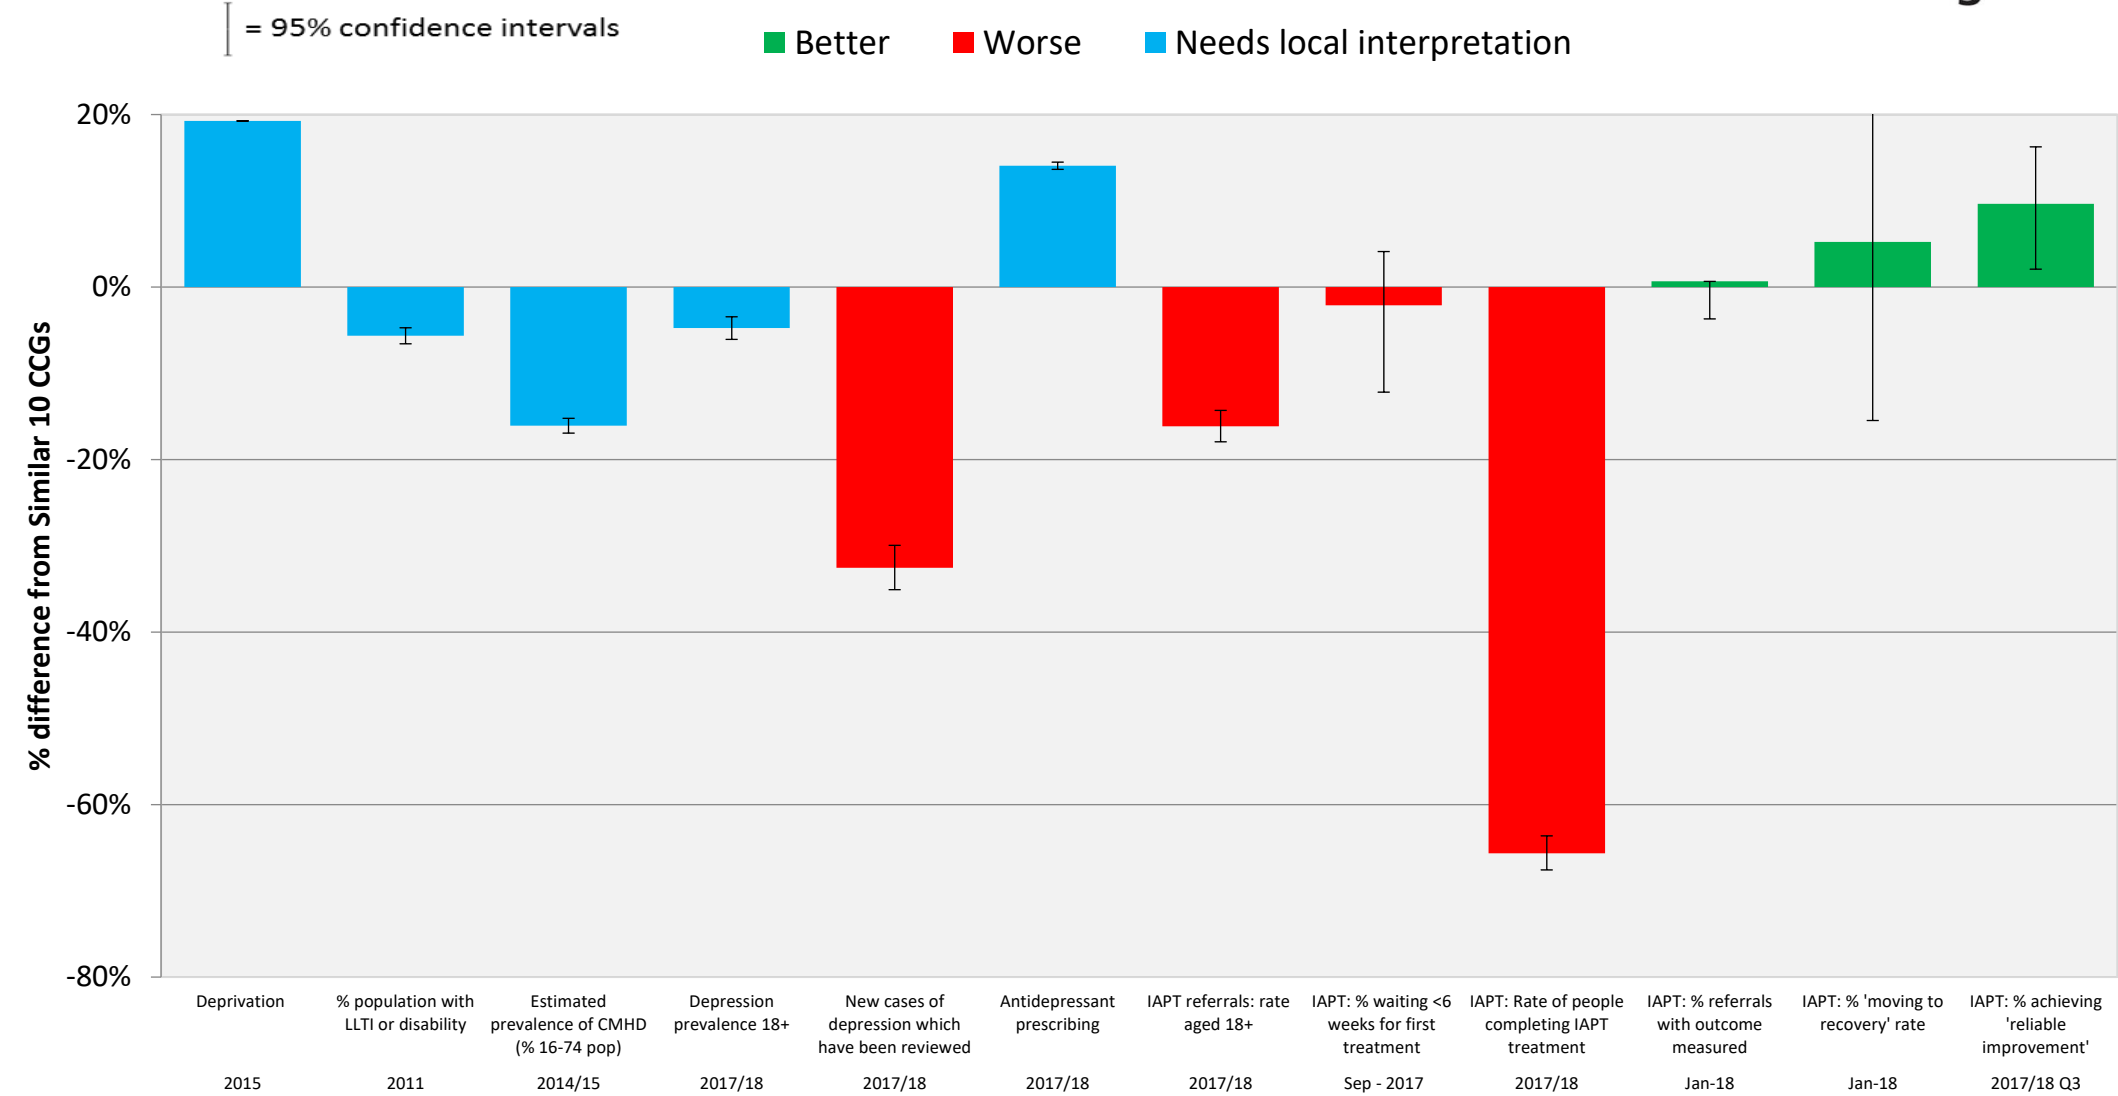 = 95% confidence intervals
Better
Worse
Needs local interpretation
20%
0%
-20%
-40%
-60%
-80%
% difference from Similar 10 CCGs
Deprivation
2015
% population with
LLTI or disability
2011
Estimated
prevalence of CMHD
(% 16-74 pop)
2014/15
Depression
prevalence 18+
2017/18
New cases of
depression which
have been reviewed
2017/18
Antidepressant
prescribing
2017/18
IAPT referrals: rate
aged 18+
2017/18
IAPT: % waiting <6
weeks for first
treatment
Sep - 2017
IAPT: Rate of people
completing IAPT
treatment
2017/18
IAPT: % referrals
with outcome
measured
Jan-18
IAPT: % 'moving to
recovery' rate
Jan-18
IAPT: % achieving
'reliable
improvement'
2017/18 Q3